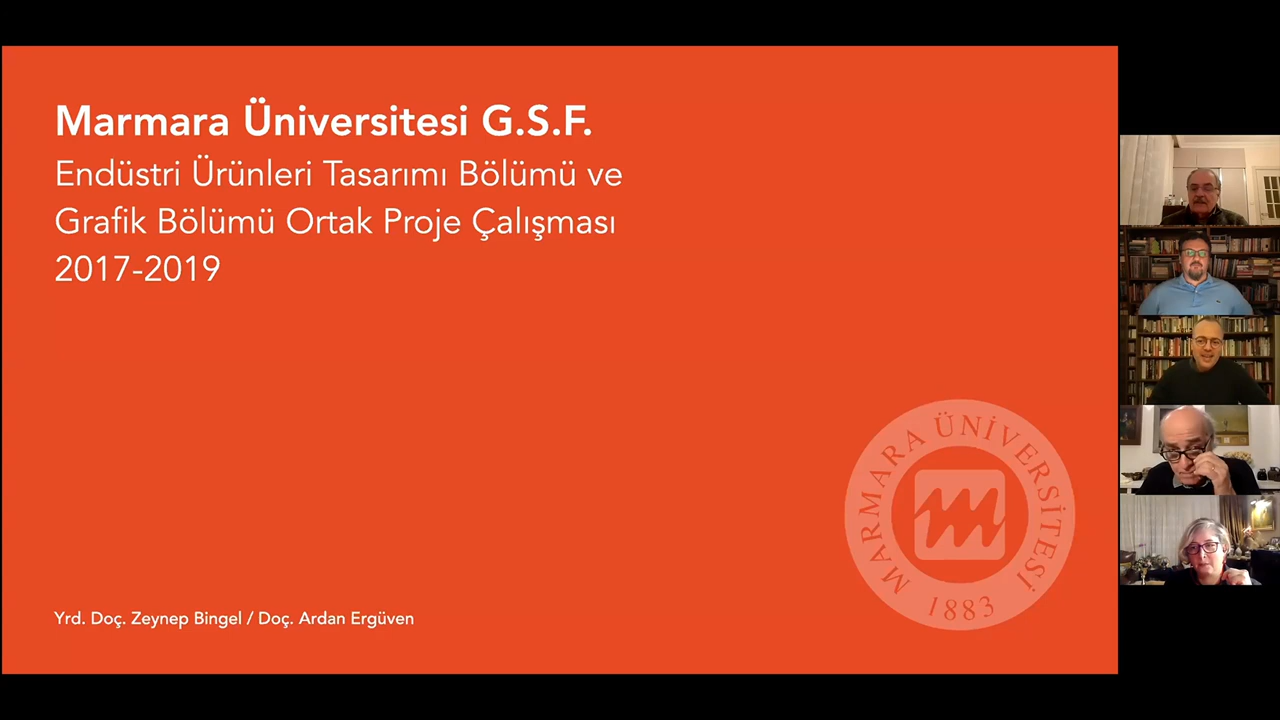 Marmara Üniversitesi G.S.F.
Endüstri Ürünleri Tasarımı Bölümü ve
Grafik Bölümü Ortak Proje Çalışması
2017-2019
MARMARA ÜNİVERSİTESİ
1883
Yrd. Doç. Zeynep Bingel / Doç. Ardan Ergüven